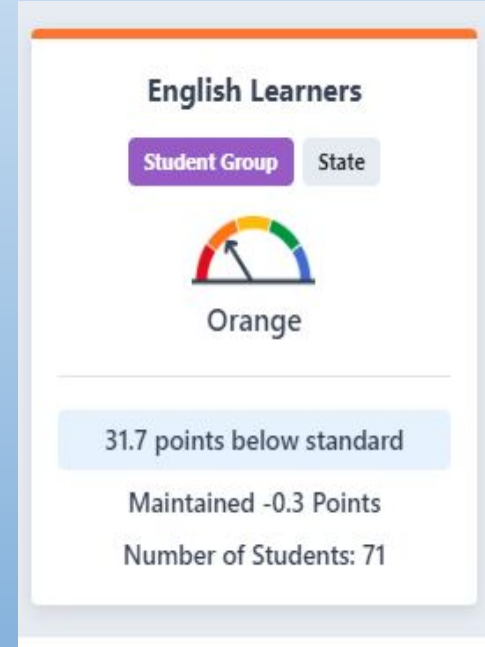 English Learners
Student Group State
Orange
31.7 points below standard
Maintained -0.3 Points
Number of Students: 71